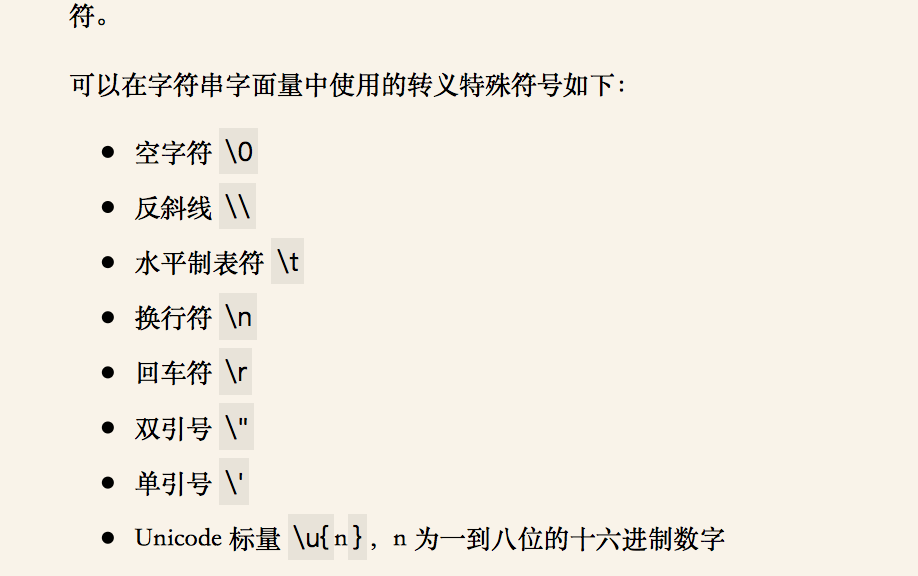 符。
可以在字符串字面量中使用的转义特殊符号如下：
● 空字符 \0
● 反斜线 \\
● 水平制表符 \t
● 换行符 \n
● 回车符 \r
● 双引号 \"
● 单引号 \'
● Unicode 标量 \u{n}，n 为一到八位的十六进制数字